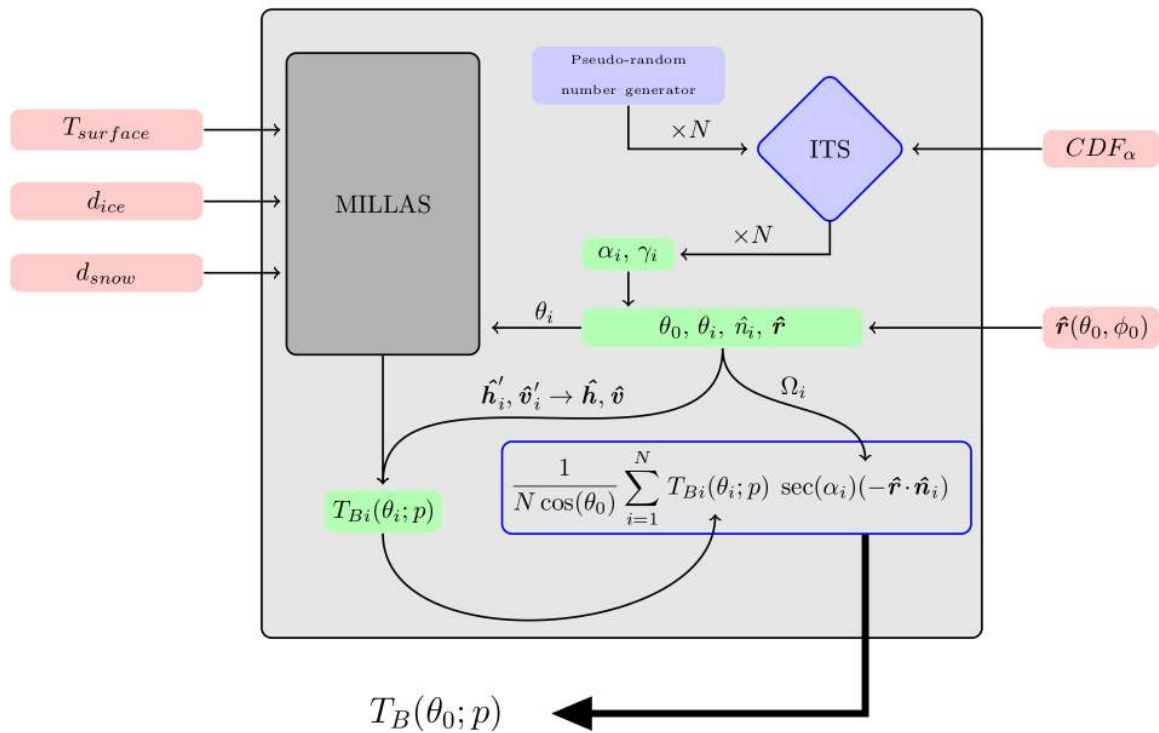 Pseudo-random
number generator
×N
ITS
T_{surface}
CDF_α
d_{ice}
MILLAS
×N
α_i, γ_i
d_{snow}
θ_i
θ_0, θ_i, n̂_i, r̂
r̂(θ_0, ϕ_0)
ĥ′_i, v̂′_i → ĥ, v̂
Ω_i
\frac{1}{N cos(θ_0)} \sum_{i=1}^{N} T_{Bi}(θ_i; p) sec(α_i)(−r̂ · n̂_i)
T_{Bi}(θ_i; p)
T_B(θ_0; p)